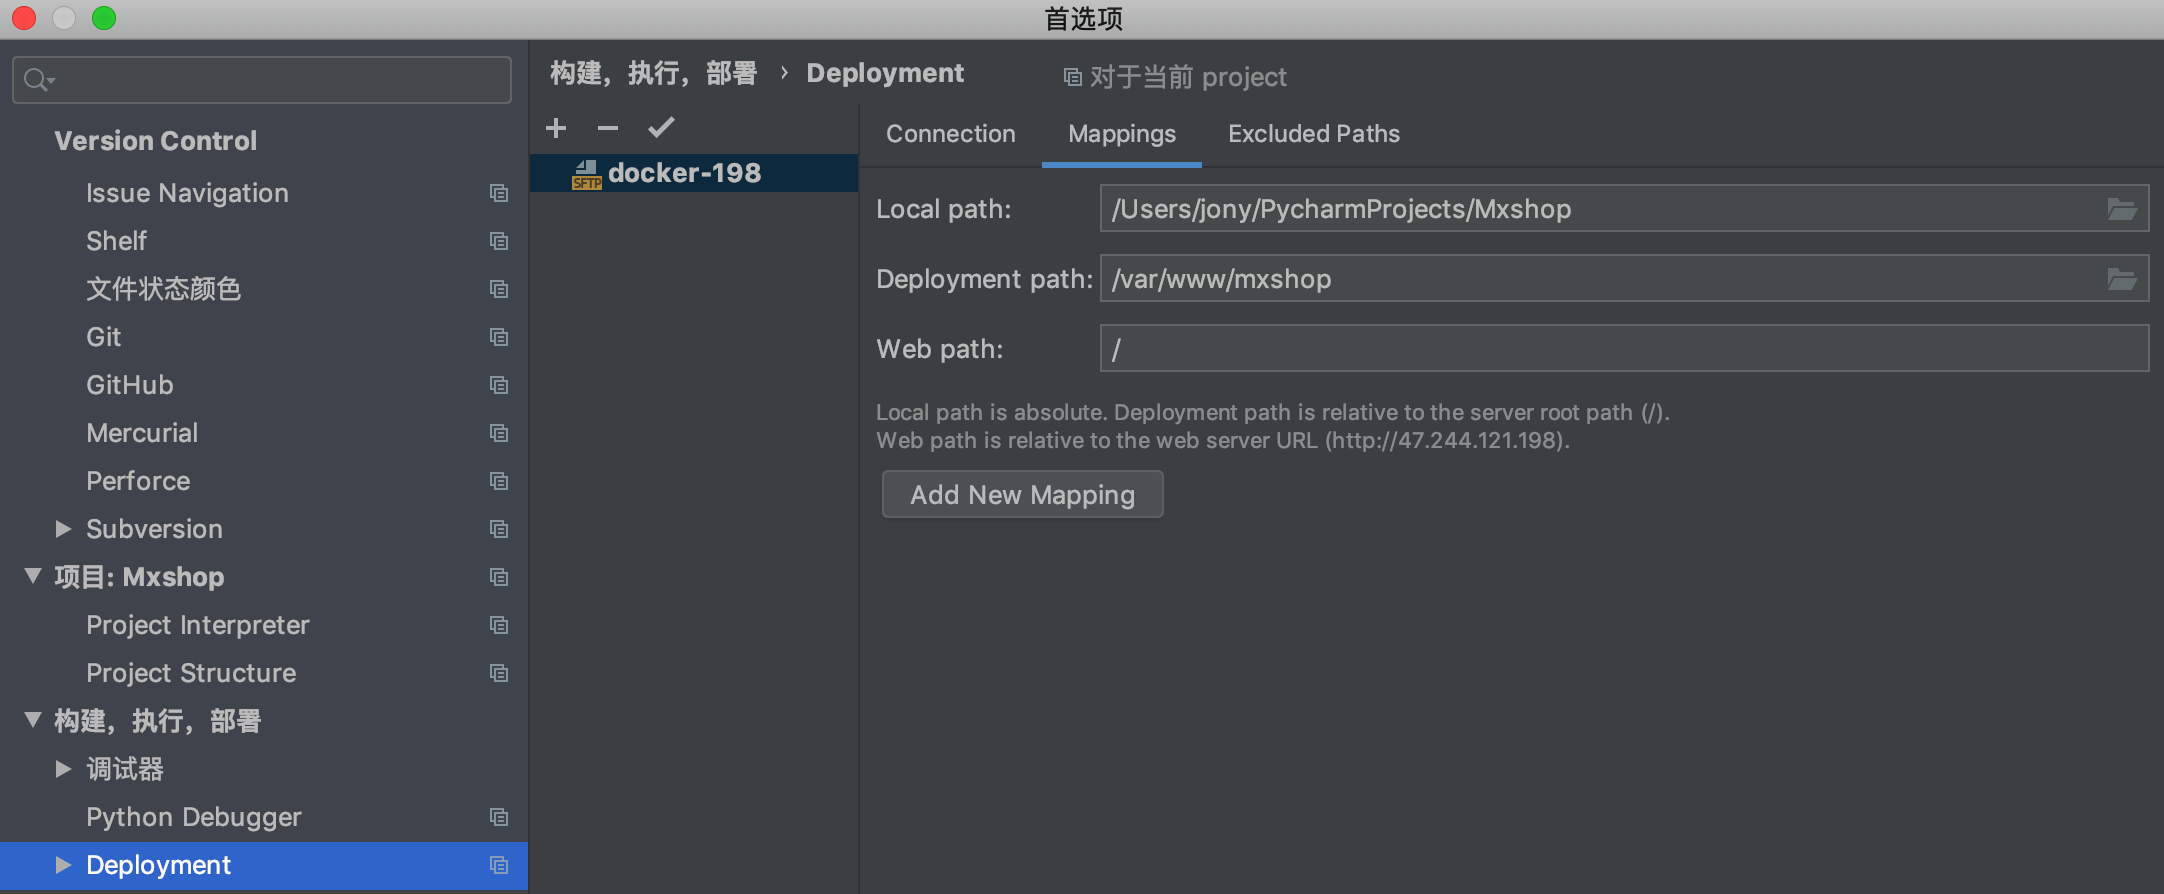 首选项
Version Control
Issue Navigation
Shelf
文件状态颜色
Git
GitHub
Mercurial
Perforce
Subversion
项目: Mxshop
Project Interpreter
Project Structure
构建，执行，部署
调试器
Python Debugger
Deployment
构建，执行，部署 › Deployment
对于当前 project
SFTP docker-198
Connection Mappings Excluded Paths
Local path: /Users/jony/PycharmProjects/Mxshop
Deployment path: /var/www/mxshop
Web path: /
Local path is absolute. Deployment path is relative to the server root path (/).
Web path is relative to the web server URL (http://47.244.121.198).
Add New Mapping